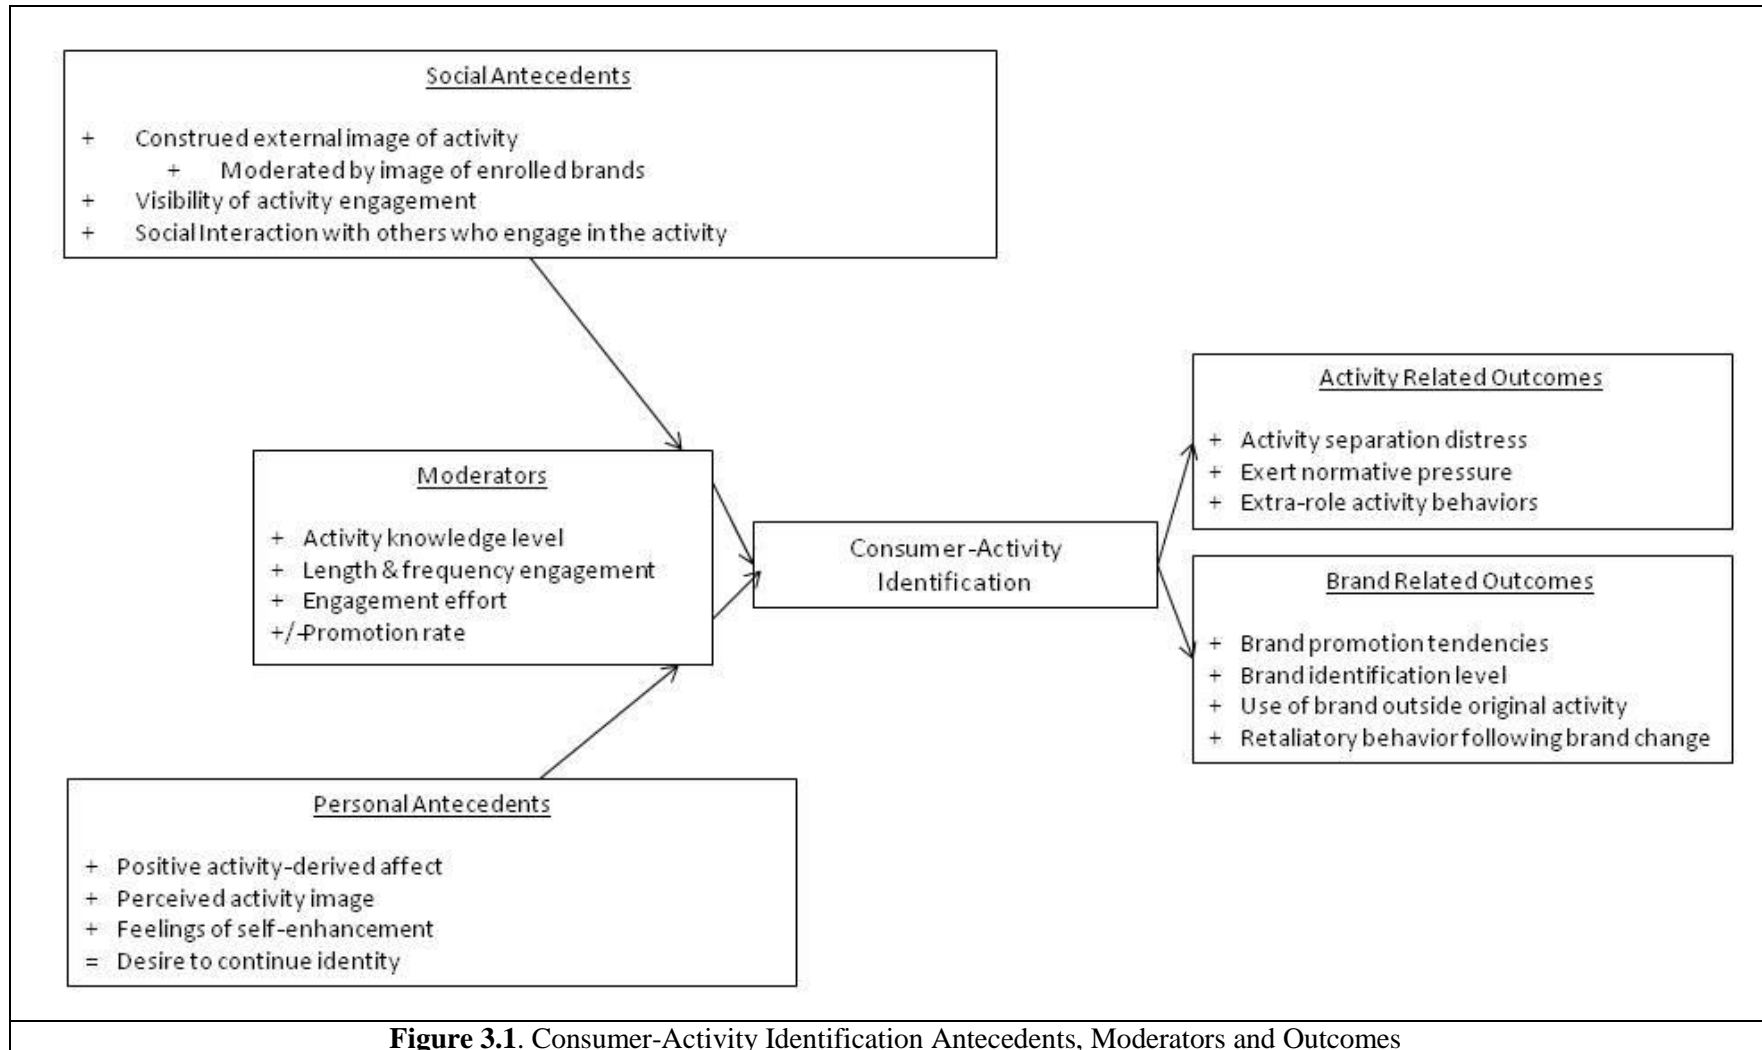 Social Antecedents
+ Construed external image of activity
+ Moderated by image of enrolled brands
+ Visibility of activity engagement
+ Social Interaction with others who engage in the activity
Moderators
+ Activity knowledge level
+ Length & frequency engagement
+ Engagement effort
+/-Promotion rate
Personal Antecedents
+ Positive activity-derived affect
+ Perceived activity image
+ Feelings of self-enhancement
= Desire to continue identity
Consumer-Activity
Identification
Activity Related Outcomes
+ Activity separation distress
+ Exert normative pressure
+ Extra-role activity behaviors
Brand Related Outcomes
+ Brand promotion tendencies
+ Brand identification level
+ Use of brand outside original activity
+ Retaliatory behavior following brand change
Figure 3.1. Consumer-Activity Identification Antecedents, Moderators and Outcomes